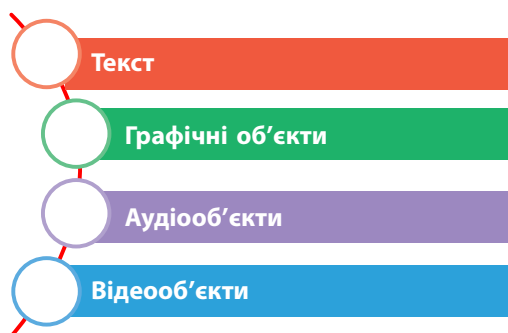 Текст
Графічні об’єкти
Аудіооб’єкти
Відеооб’єкти